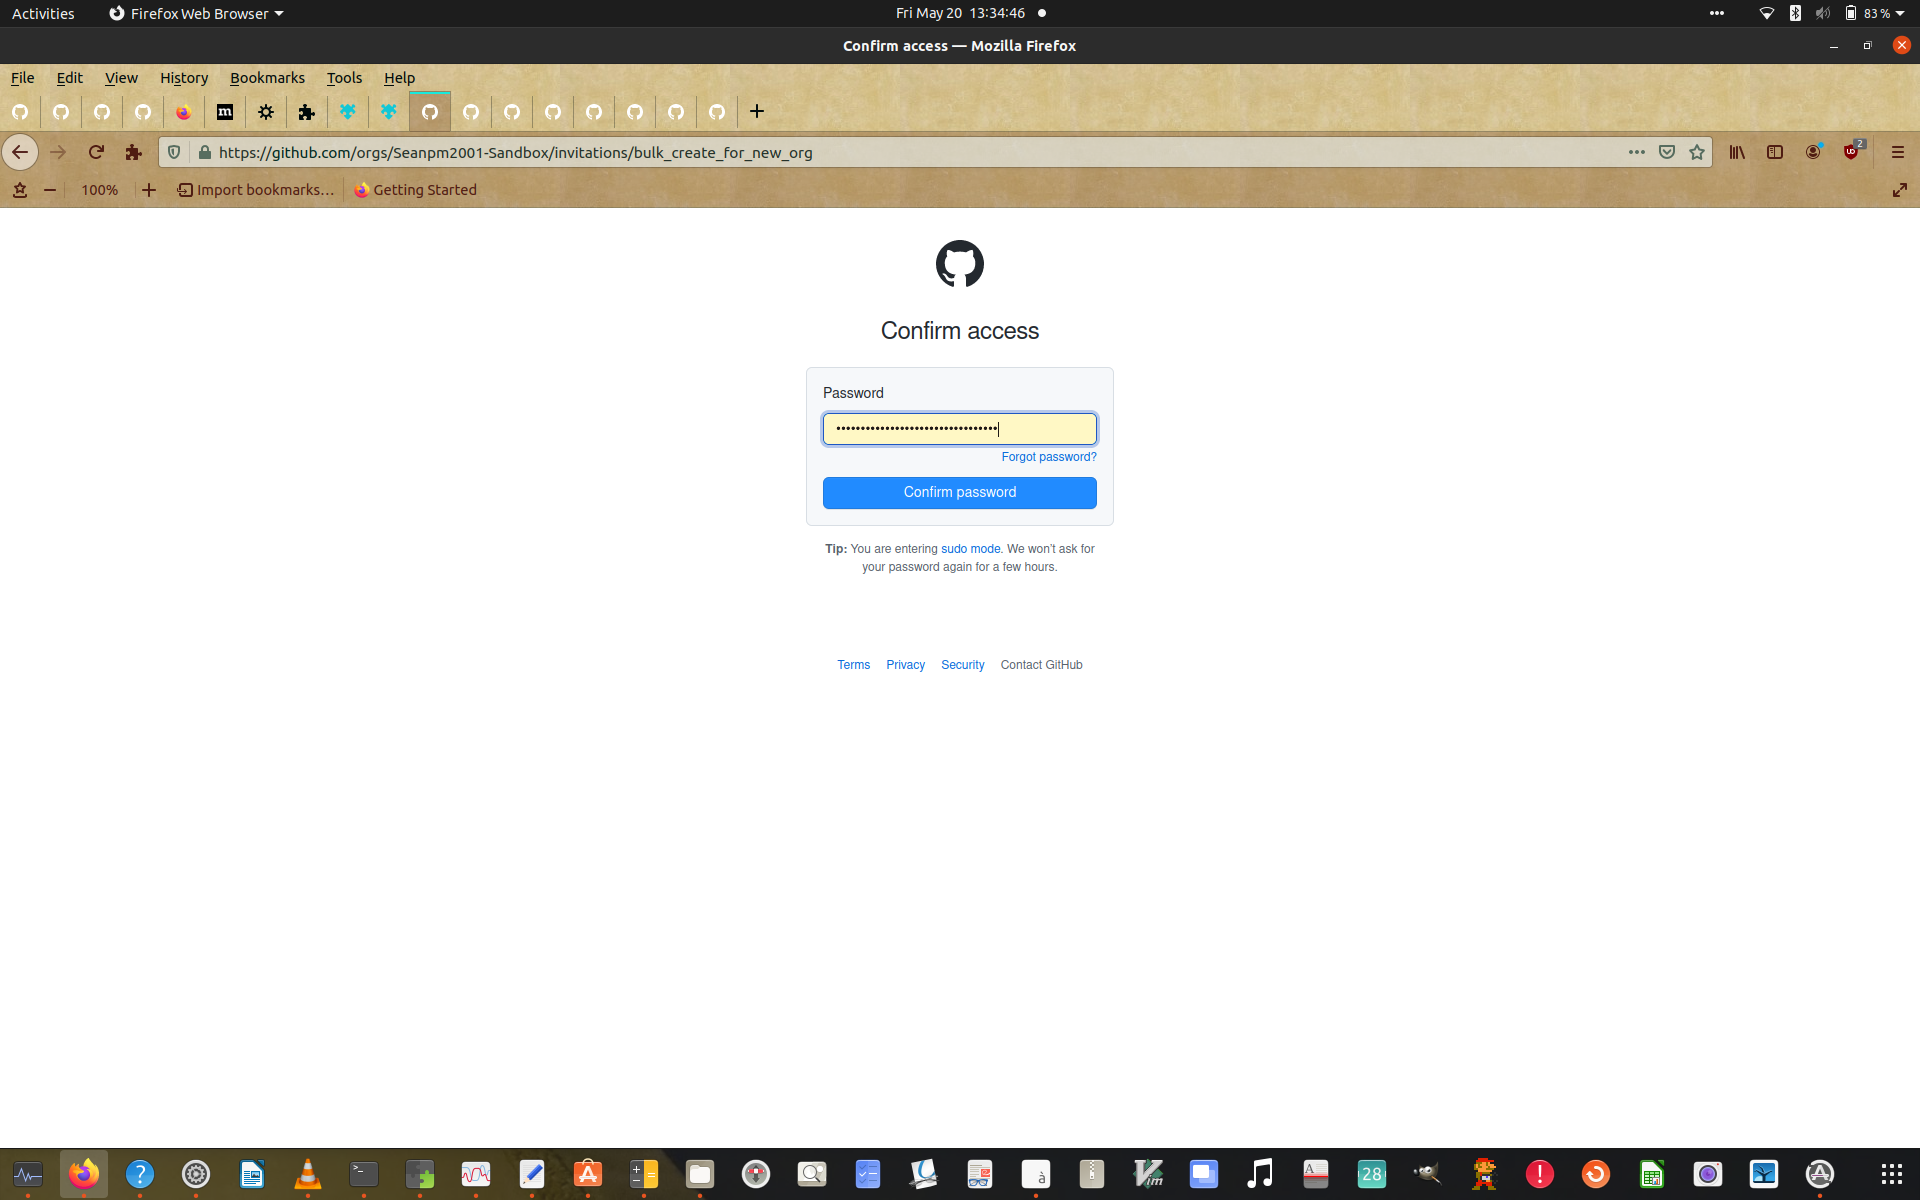 Activities Firefox Web Browser Fri May 20 13:34:46 83 %
Confirm access — Mozilla Firefox
File Edit View History Bookmarks Tools Help
m
https://github.com/orgs/Seanpm2001-Sandbox/invitations/bulk_create_for_new_org 2
100% Import bookmarks... Getting Started
Confirm access
Password
••••••••••••••••••••••••••••••••••
Forgot password?
Confirm password
Tip: You are entering sudo mode. We won't ask for
your password again for a few hours.
Terms Privacy Security Contact GitHub
>_ ? à Vim A 28 !